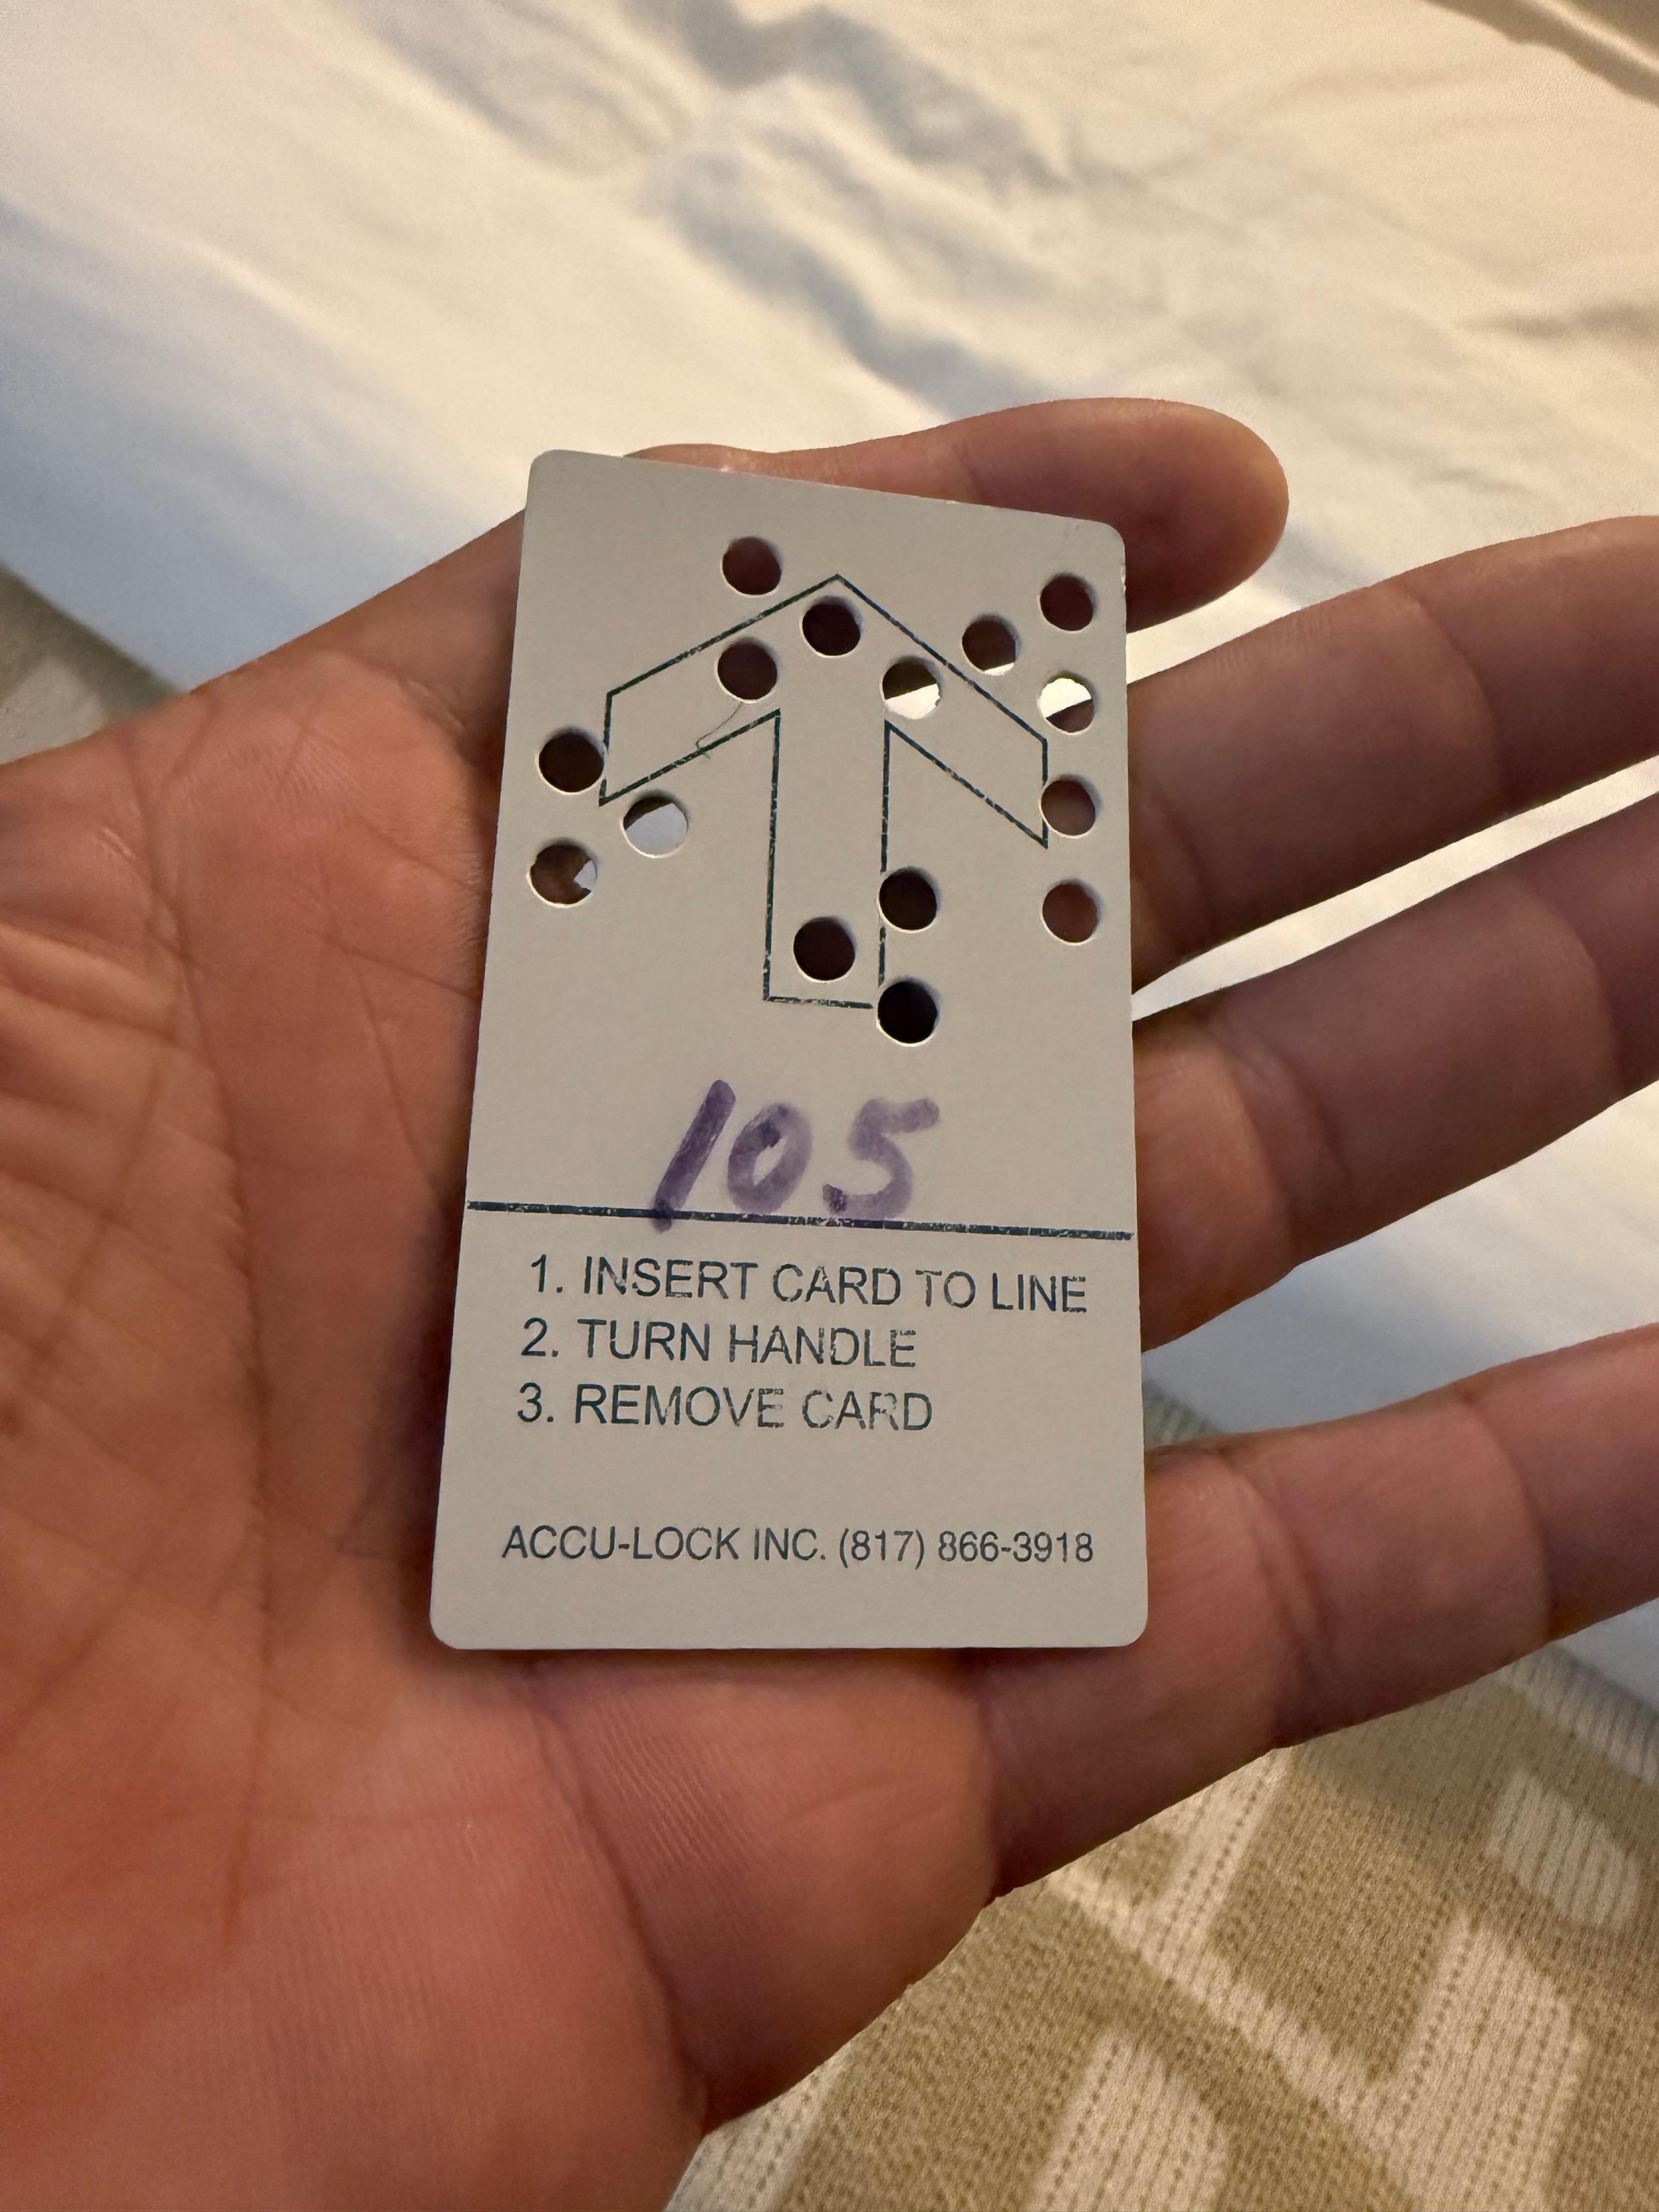 105
1. INSERT CARD TO LINE
2. TURN HANDLE
3. REMOVE CARD
ACCU-LOCK INC. (817) 866-3918